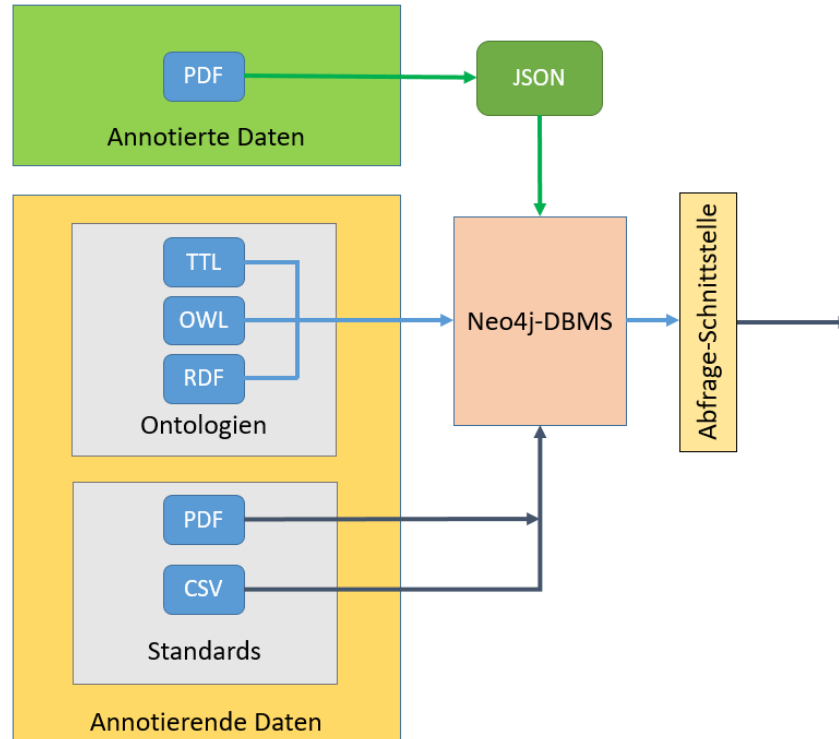 PDF
JSON
Annotierte Daten
TTL
OWL
RDF
Ontologien
Neo4j-DBMS
Abfrage-Schnittstelle
PDF
CSV
Standards
Annotierende Daten